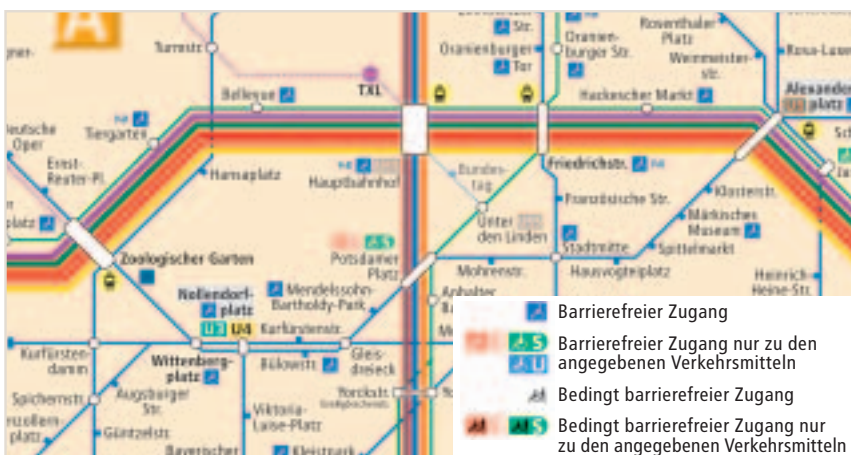 A
Turmstr.
TXL
Bellevue
Tiergarten
Deutsche
Oper
Ernst-
Reuter-Pl.
platz
Hansaplatz
Hauptbahnhof
Str.
Oranienburger
Tor
Oranien-
burger Str.
Rosenthaler
Platz
Weinmeister-
str.
Hackescher Markt
Alexander-
platz
Friedrichstr.
Bundes-
tag
Unter
den Linden
Französische Str.
Klosterstr.
Märkisches
Museum
Spittelmarkt
Stadtmitte
Hausvogteiplatz
Mohrenstr.
Heinrich-
Heine-Str.
Zoologischer Garten
S
Potsdamer
Platz
Nollendorf-
platz
U3 U4
Mendelssohn-
Bartholdy-Park
Anhalter
Kurfürstenstr.
Kurfürsten-
damm
Wittenberg-
platz
Bülowstr.
Gleis-
dreieck
Yorckstr.
Spichernstr.
Augsburger
Str.
Güntzelstr.
Viktoria-
Luise-Platz
Bayerischer
Kleistpark
Barrierefreier Zugang
S
U
Barrierefreier Zugang nur zu den
angegebenen Verkehrsmitteln
Bedingt barrierefreier Zugang
S
Bedingt barrierefreier Zugang nur
zu den angegebenen Verkehrsmitteln